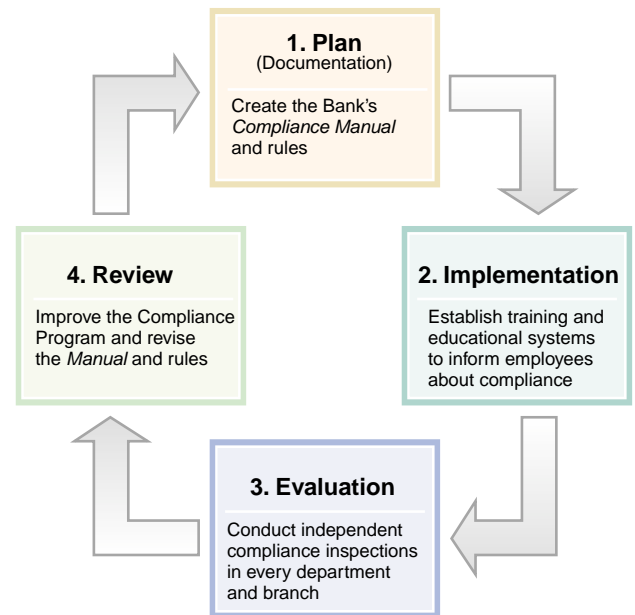 1. Plan
(Documentation)
Create the Bank's
Compliance Manual
and rules
2. Implementation
Establish training and
educational systems
to inform employees
about compliance
3. Evaluation
Conduct independent
compliance inspections
in every department
and branch
4. Review
Improve the Compliance
Program and revise
the Manual and rules